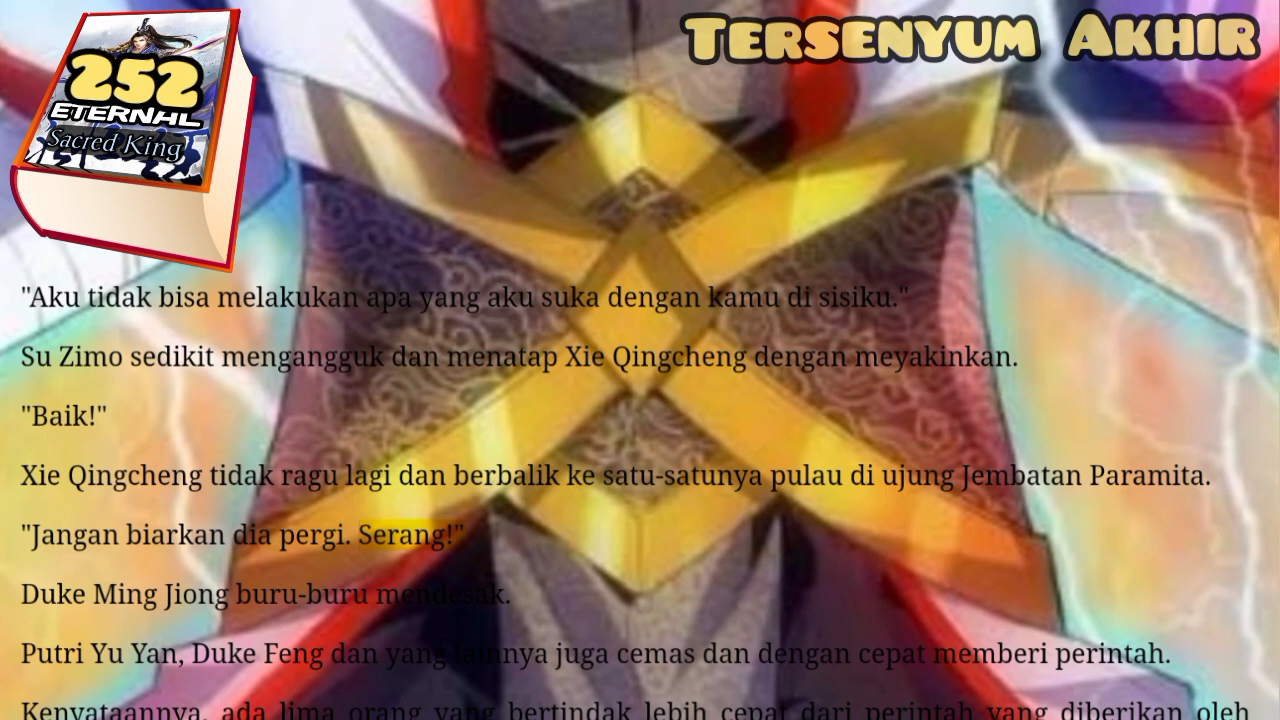 TERSENYUM AKHIR
252
ETERNAL
Sacred King
"Aku tidak bisa melakukan apa yang aku suka dengan kamu di sisiku."
Su Zimo sedikit mengangguk dan menatap Xie Qingcheng dengan meyakinkan.
"Baik!"
Xie Qingcheng tidak ragu lagi dan berbalik ke satu-satunya pulau di ujung Jembatan Paramita.
"Jangan biarkan dia pergi. Serang!"
Duke Ming Jiong buru-buru mendesak.
Putri Yu Yan, Duke Feng dan yang lainnya juga cemas dan dengan cepat memberi perintah.
Kenyataannya, ada lima orang yang bertindak lebih cepat dari perintah yang diberikan oleh